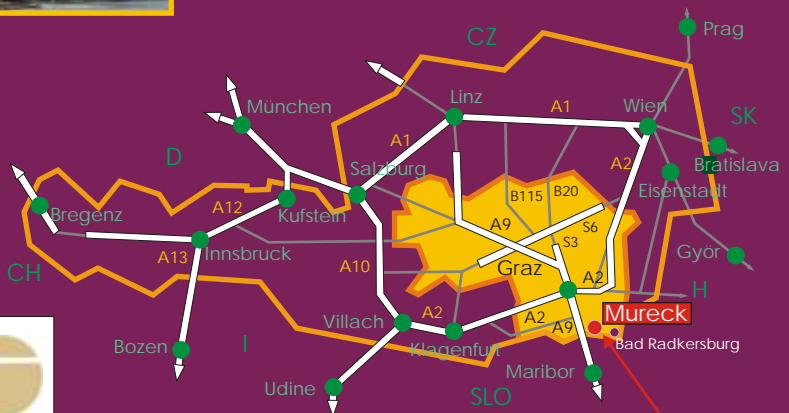 Prag
CZ
Linz
A1
Wien
SK
München
A1
A2
Bratislava
D
Salzburg
Eisenstadt
B115
B20
Kufstein
A12
Bregenz
A9
S6
S3
Györ
Innsbruck
A13
CH
A10
Graz
A2
H
Mureck
Villach
A2
A2
A9
Klagenfurt
Bad Radkersburg
Bozen
I
Maribor
Udine
SLO